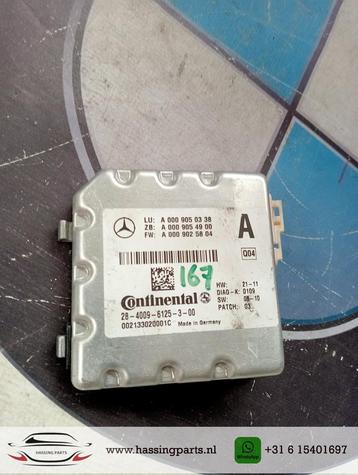 LU: A 000 905 03 38
ZB: A 000 905 49 00
FW: A 000 902 58 04
A
Q04
167
HW: 21-11
DIAG-K: 0109
SW: 08-10
PATCH: 03
Continental
28-4009-6125-3-00
002133020001C Made in Germany
HASSING PARTS
www.hassingparts.nl
WhatsApp
+31 6 15401697